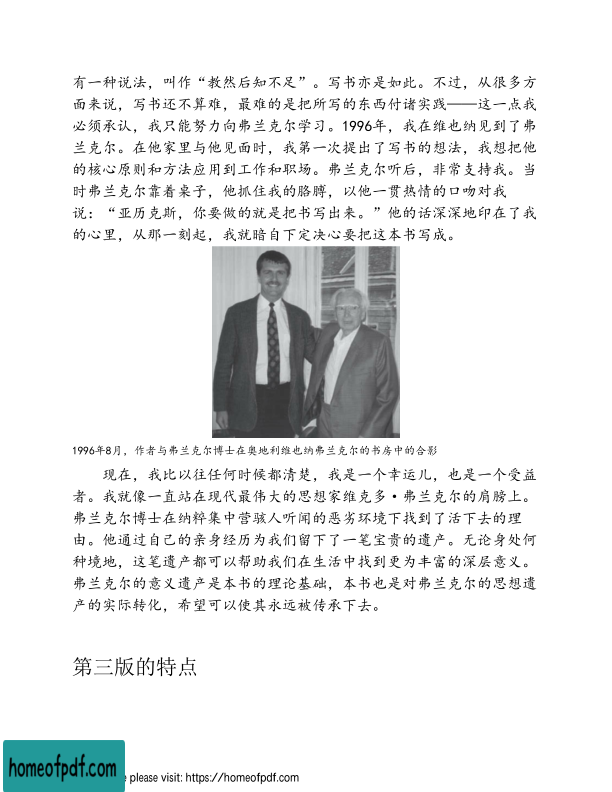 有一种说法，叫作“教然后知不足”。写书亦是如此。不过，从很多方
面来说，写书还不算难，最难的是把所写的东西付诸实践——这一点我
必须承认，我只能努力向弗兰克尔学习。1996年，我在维也纳见到了弗
兰克尔。在他家里与他见面时，我第一次提出了写书的想法，我想把他
的核心原则和方法应用到工作和职场。弗兰克尔听后，非常支持我。当
时弗兰克尔靠着桌子，他抓住我的胳膊，以他一贯热情的口吻对我
说：“亚历克斯，你要做的就是把书写出来。”他的话深深地印在了我
的心里，从那一刻起，我就暗自下定决心要把这本书写成。
1996年8月，作者与弗兰克尔博士在奥地利维也纳弗兰克尔的书房中的合影
现在，我比以往任何时候都清楚，我是一个幸运儿，也是一个受益
者。我就像一直站在现代最伟大的思想家维克多·弗兰克尔的肩膀上。
弗兰克尔博士在纳粹集中营骇人听闻的恶劣环境下找到了活下去的理
由。他通过自己的亲身经历为我们留下了一笔宝贵的遗产。无论身处何
种境地，这笔遗产都可以帮助我们在生活中找到更为丰富的深层意义。
弗兰克尔的意义遗产是本书的理论基础，本书也是对弗兰克尔的思想遗
产的实际转化，希望可以使其永远被传承下去。
第三版的特点
homeofpdf.com
please visit: https://homeofpdf.com